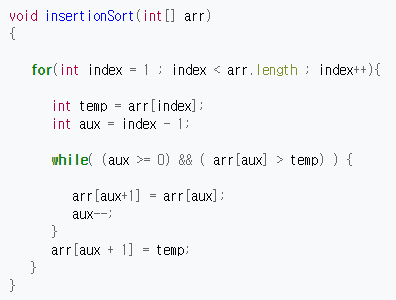 void insertionSort(int[] arr)
{
for(int index = 1 ; index < arr.length ; index++){
int temp = arr[index];
int aux = index - 1;
while( (aux >= 0) && ( arr[aux] > temp) ) {
arr[aux+1] = arr[aux];
aux--;
}
arr[aux + 1] = temp;
}
}